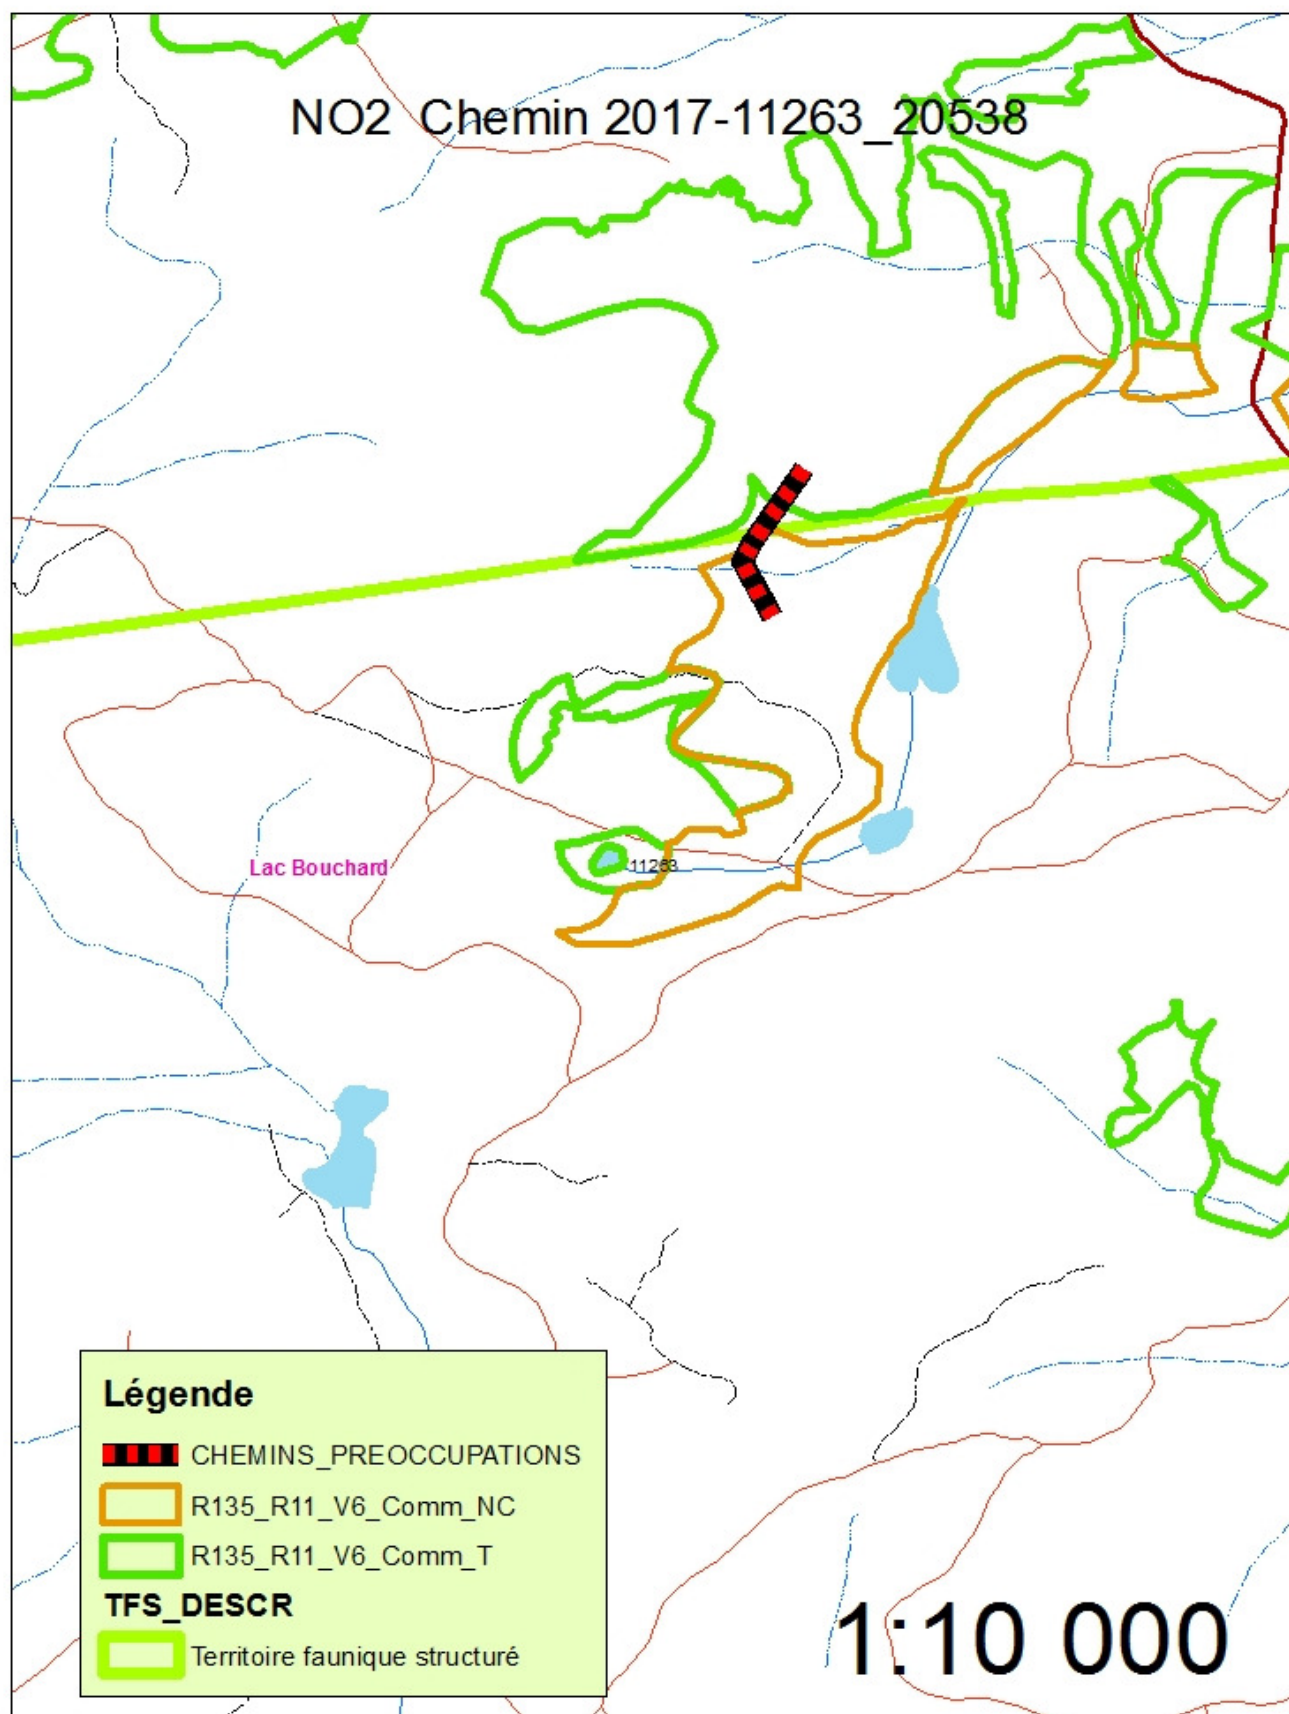 NO2 Chemin 2017-11263_20538
Lac Bouchard
11263
Légende
CHEMINS_PREOCCUPATIONS
R135_R11_V6_Comm_NC
R135_R11_V6_Comm_T
TFS_DESCR
Territoire faunique structuré
1:10 000